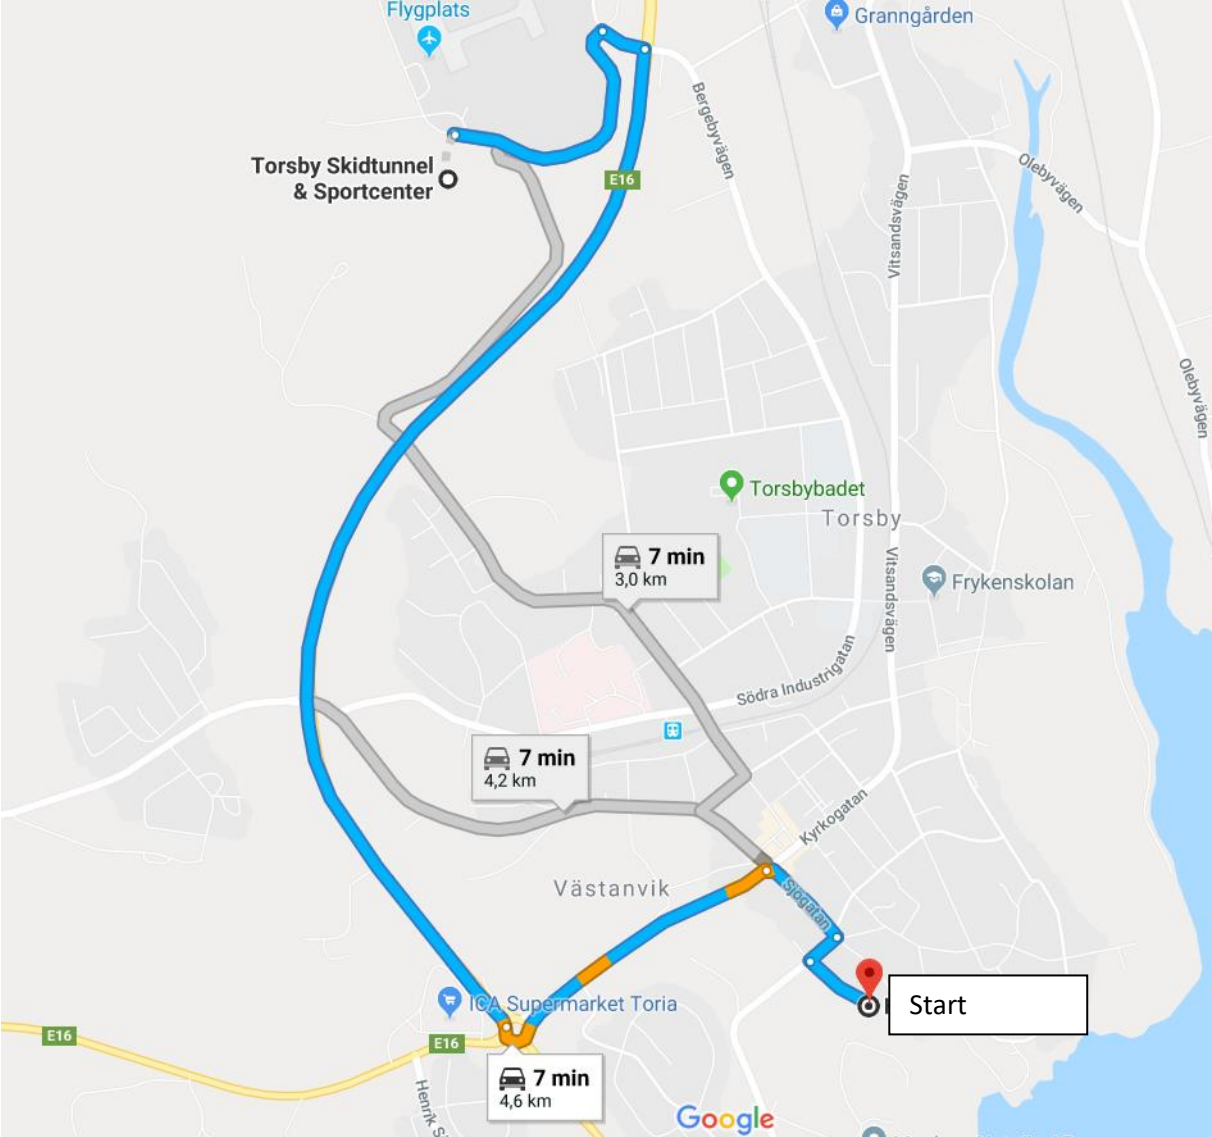 Flygplats
Granngården
Bergebyvägen
Olebyvägen
Torsby Skidtunnel
& Sportcenter
E16
Vitsandsvägen
Olebyvägen
Torsbybadet
Torsby
7 min
3,0 km
Vitsandsvägen
Frykenskolan
Södra Industrigatan
7 min
4,2 km
Kyrkogatan
Västanvik
Sjögatan
ICA Supermarket Toria
Start
E16
E16
7 min
4,6 km
Henrik
Google